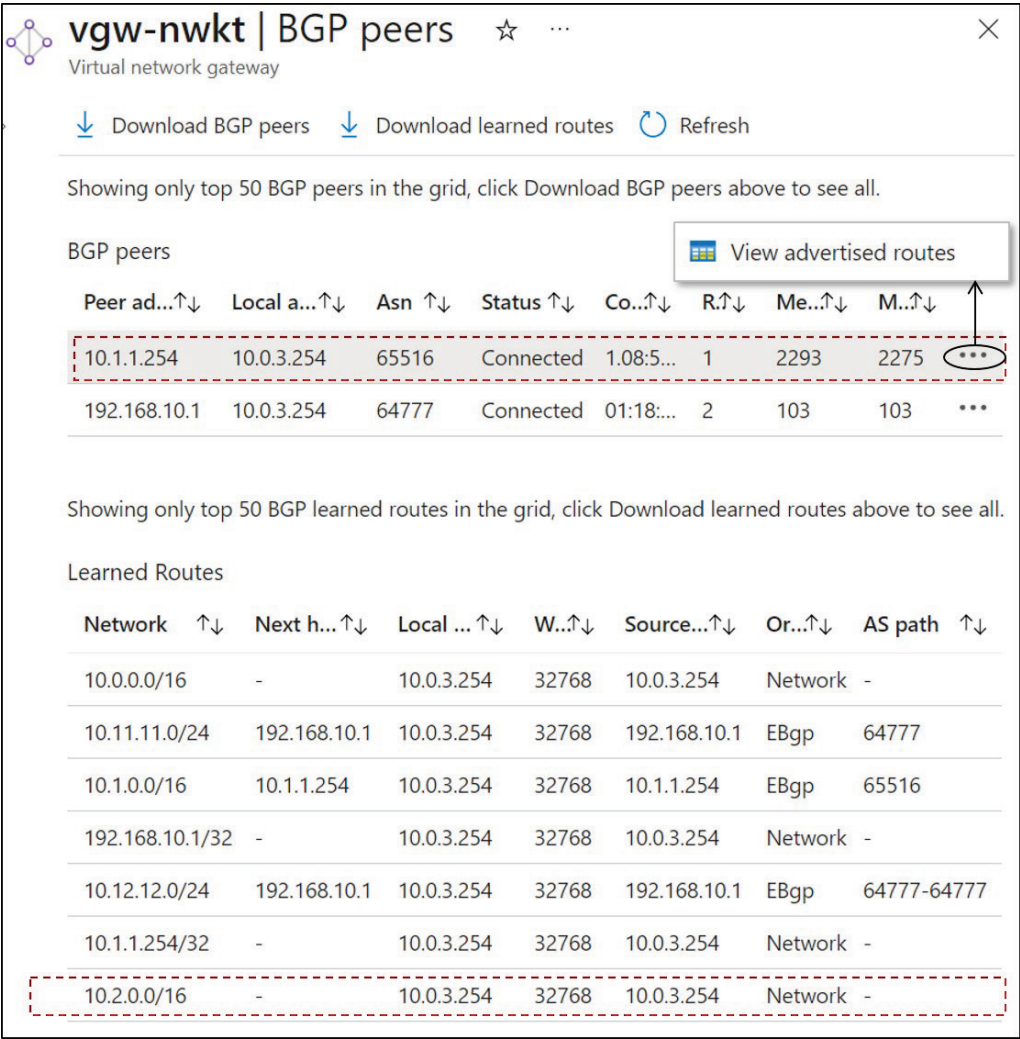 vgw-nwkt | BGP peers ☆ ...
Virtual network gateway
Download BGP peers Download learned routes Refresh
Showing only top 50 BGP peers in the grid, click Download BGP peers above to see all.
View advertised routes
BGP peers
Peer ad...↑↓ Local a...↑↓ Asn ↑↓ Status ↑↓ Co...↑↓ R.↑↓ Me...↑↓ M...↑↓
10.1.1.254 10.0.3.254 65516 Connected 1.08:5... 1 2293 2275 •••
192.168.10.1 10.0.3.254 64777 Connected 01:18:... 2 103 103 •••
Showing only top 50 BGP learned routes in the grid, click Download learned routes above to see all.
Learned Routes
Network ↑↓ Next h...↑↓ Local ...↑↓ W...↑↓ Source...↑↓ Or...↑↓ AS path ↑↓
10.0.0.0/16 - 10.0.3.254 32768 10.0.3.254 Network -
10.11.11.0/24 192.168.10.1 10.0.3.254 32768 192.168.10.1 EBgp 64777
10.1.0.0/16 10.1.1.254 10.0.3.254 32768 10.1.1.254 EBgp 65516
192.168.10.1/32 - 10.0.3.254 32768 10.0.3.254 Network -
10.12.12.0/24 192.168.10.1 10.0.3.254 32768 192.168.10.1 EBgp 64777-64777
10.1.1.254/32 - 10.0.3.254 32768 10.0.3.254 Network -
10.2.0.0/16 - 10.0.3.254 32768 10.0.3.254 Network -